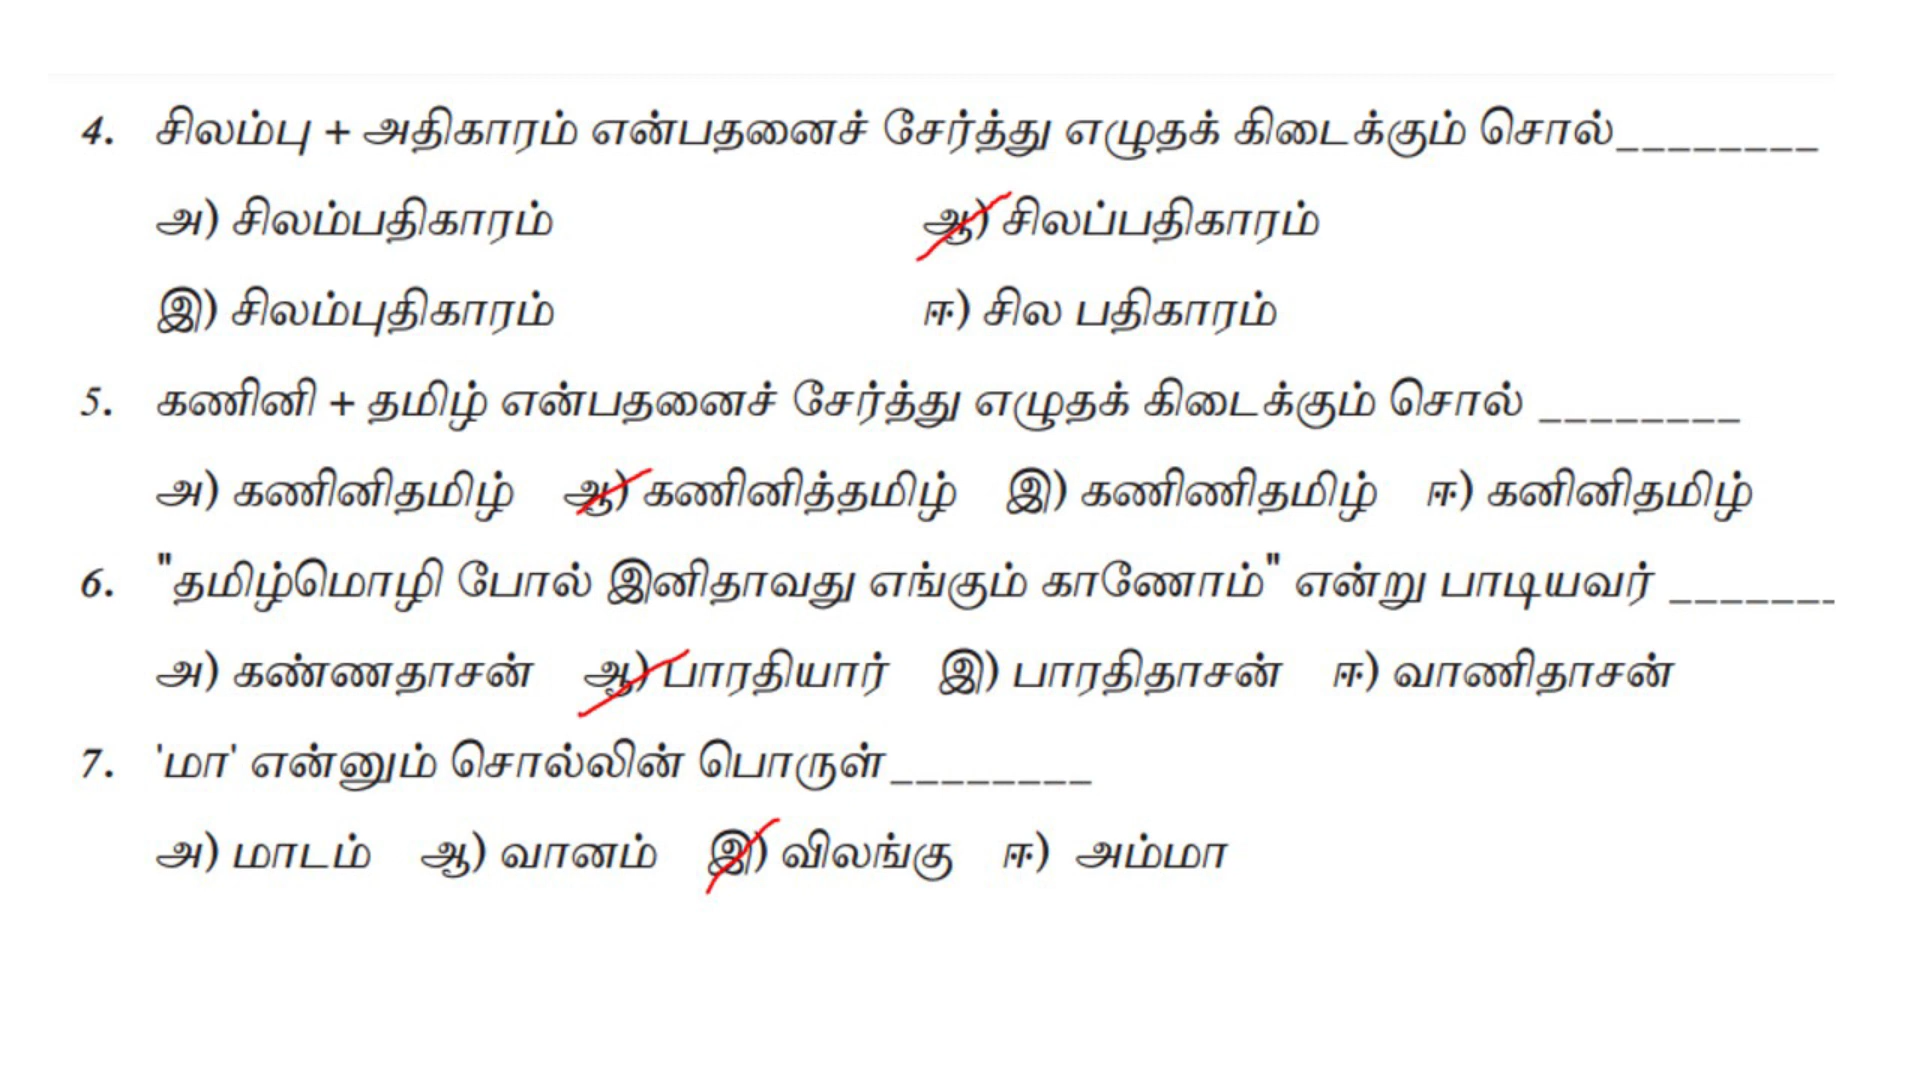 4. சிலம்பு + அதிகாரம் என்பதனைச் சேர்த்து எழுதக் கிடைக்கும் சொல்________
அ) சிலம்பதிகாரம் ஆ) சிலப்பதிகாரம்
இ) சிலம்புதிகாரம் ஈ) சில பதிகாரம்
5. கணினி + தமிழ் என்பதனைச் சேர்த்து எழுதக் கிடைக்கும் சொல் ________
அ) கணினிதமிழ் ஆ) கணினித்தமிழ் இ) கணிணிதமிழ் ஈ) கனினிதமிழ்
6. "தமிழ்மொழி போல் இனிதாவது எங்கும் காணோம்" என்று பாடியவர் _______
அ) கண்ணதாசன் ஆ) பாரதியார் இ) பாரதிதாசன் ஈ) வாணிதாசன்
7. 'மா' என்னும் சொல்லின் பொருள்________
அ) மாடம் ஆ) வானம் இ) விலங்கு ஈ) அம்மா